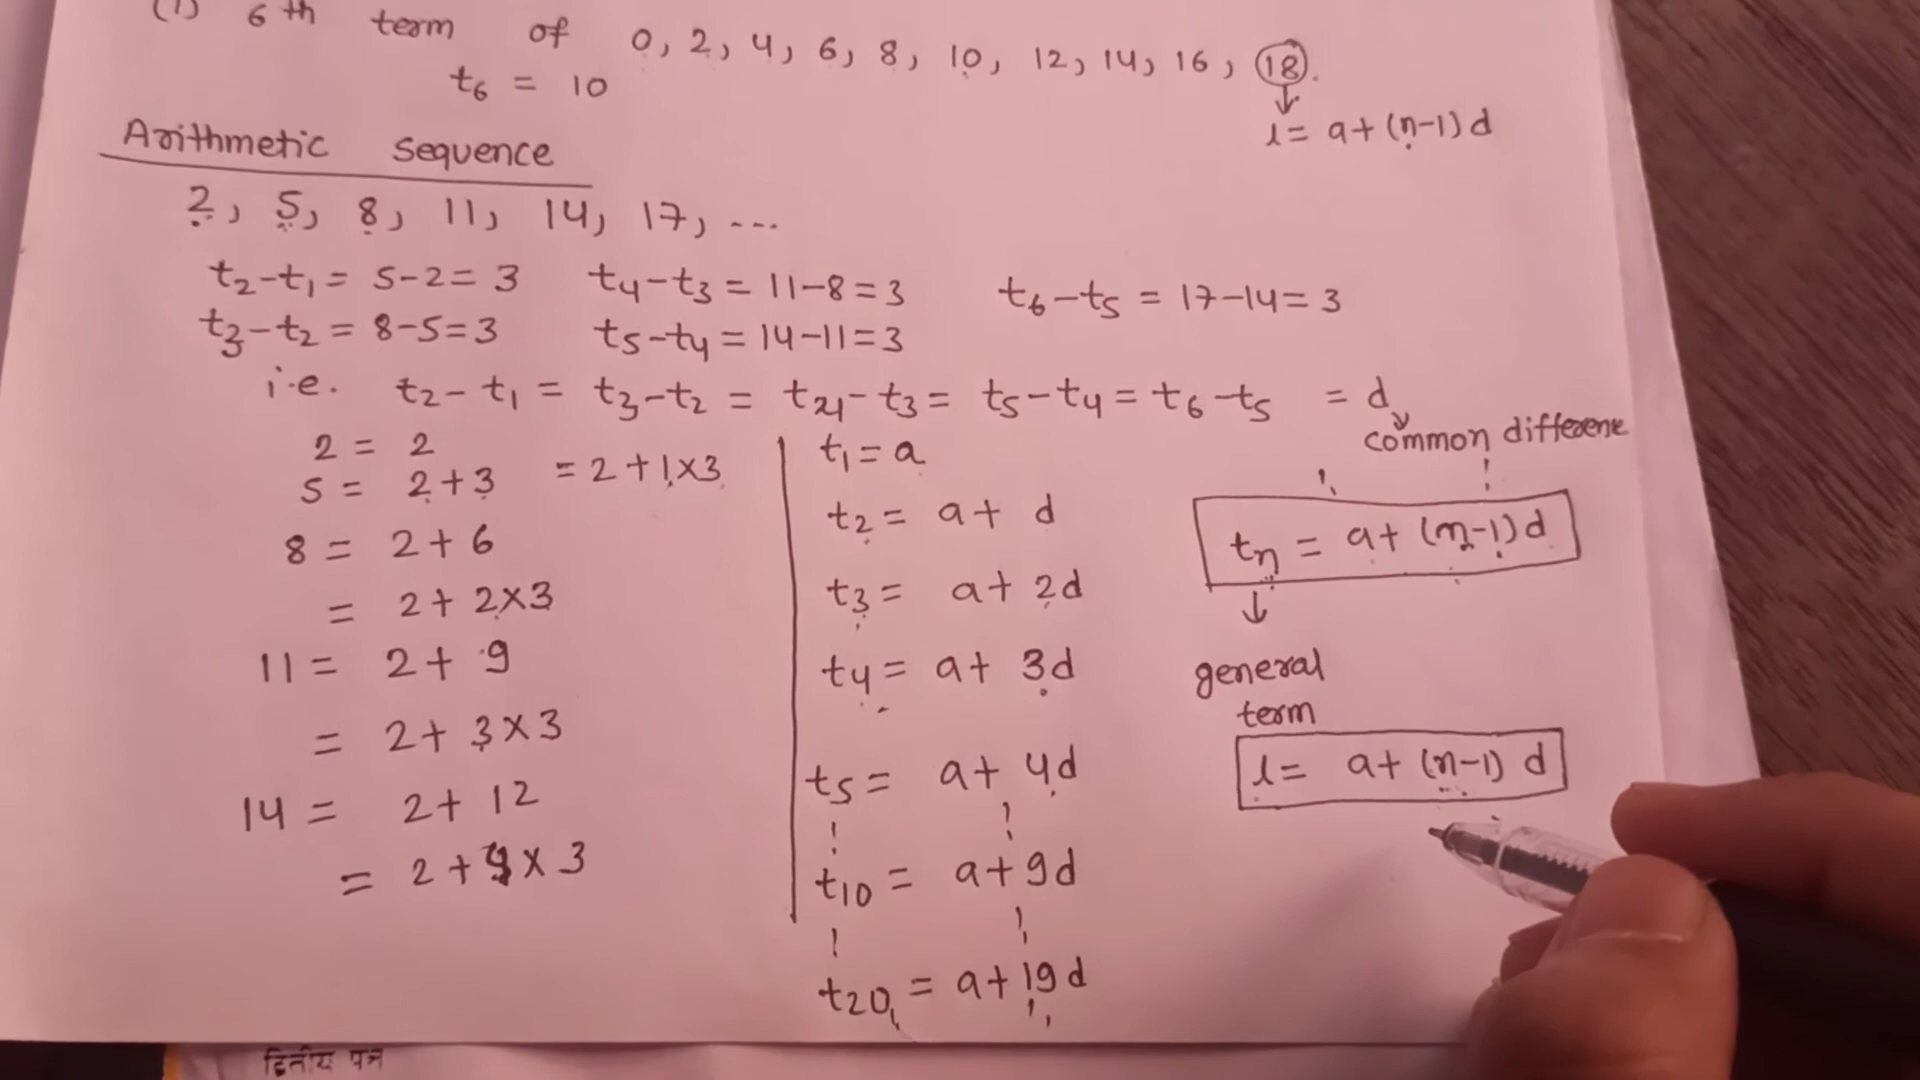 (1) 6th term of 0, 2, 4, 6, 8, 10, 12, 14, 16, 18.
t6 = 10
l = a+(n-1)d
Arithmetic sequence
2, 5, 8, 11, 14, 17, ...
t2-t1 = 5-2 = 3 t4-t3 = 11-8 = 3 t6-t5 = 17-14 = 3
t3-t2 = 8-5 = 3 t5-t4 = 14-11 = 3
i.e. t2-t1 = t3-t2 = t4-t3 = t5-t4 = t6-t5 = d
common differene
2 = 2
5 = 2+3 = 2+1×3
8 = 2+6
= 2+2×3
11 = 2+9
= 2+3×3
14 = 2+12
= 2+4×3
t1 = a
t2 = a+ d
t3 = a+ 2d
t4 = a+ 3d
t5 = a+ 4d
t10 = a+9d
t20 = a+19d
tn = a+(n-1)d
general
term
l = a+(n-1) d
द्वितीय पत्र